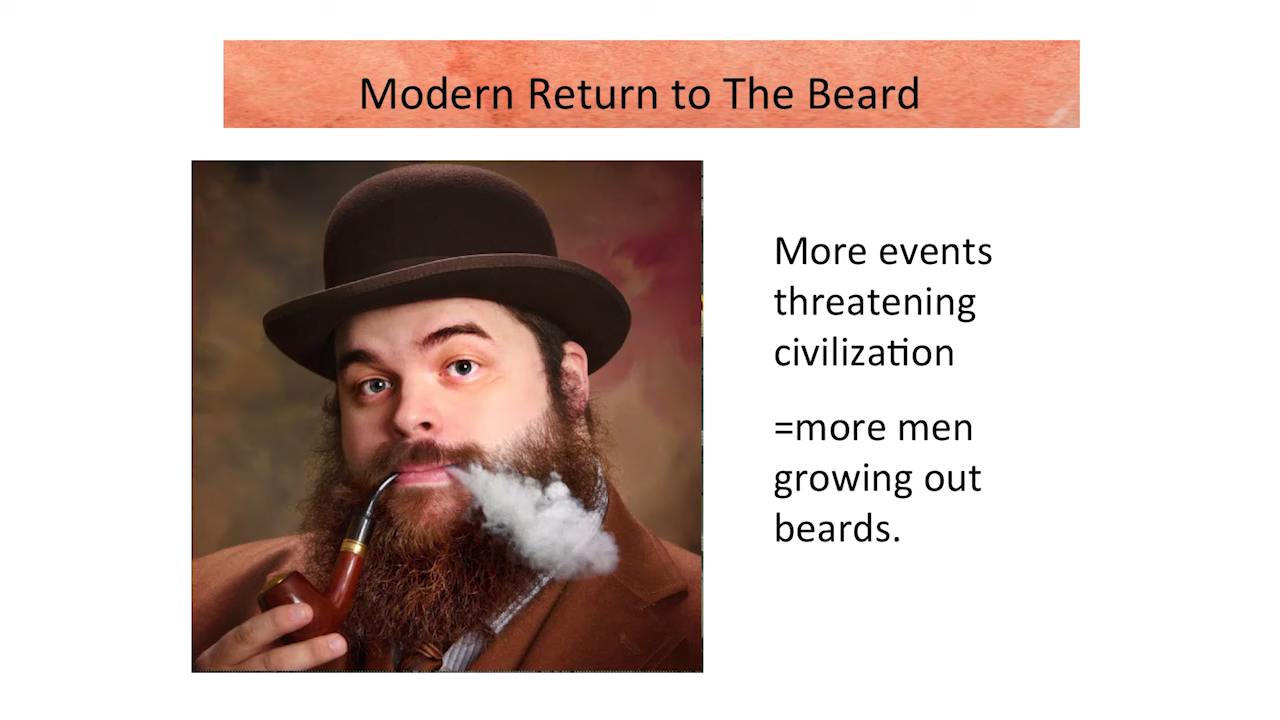 Modern Return to The Beard
More events
threatening
civilization
=more men
growing out
beards.